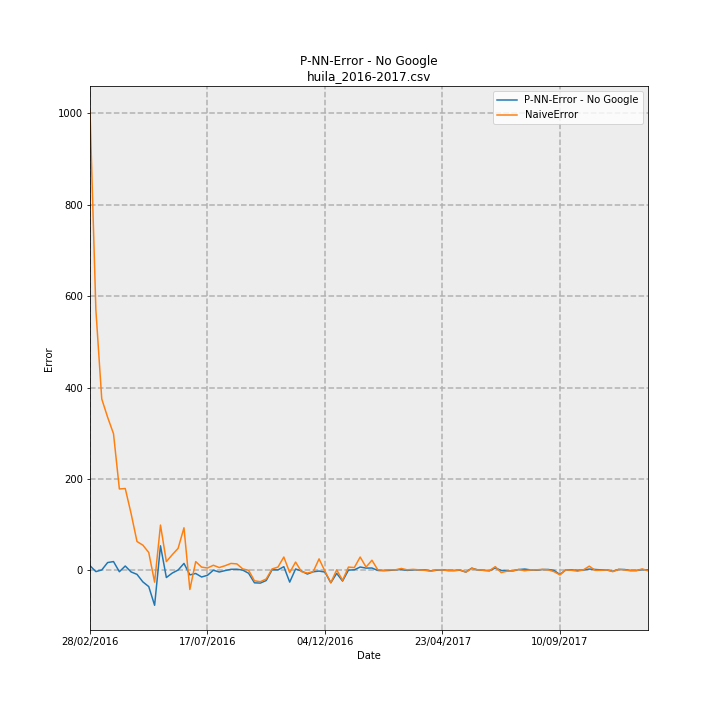 P-NN-Error - No Google
huila_2016-2017.csv
P-NN-Error - No Google
NaiveError
1000
800
600
400
200
0
Error
28/02/2016
17/07/2016
04/12/2016
23/04/2017
10/09/2017
Date